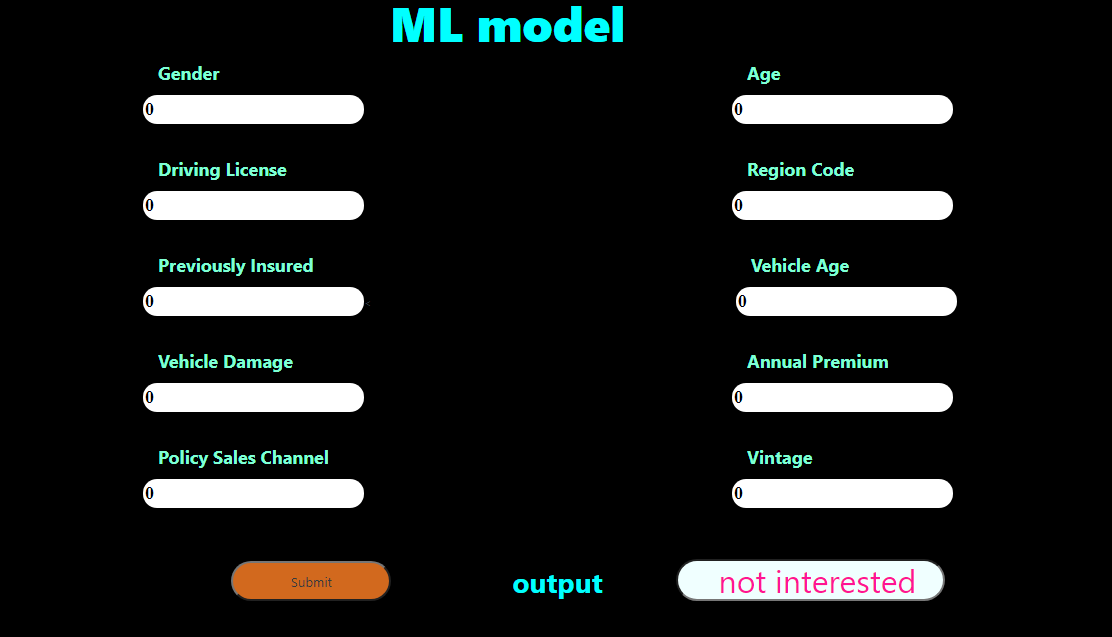 ML model
Gender Age
0 0
Driving License Region Code
0 0
Previously Insured Vehicle Age
0 < 0
Vehicle Damage Annual Premium
0 0
Policy Sales Channel Vintage
0 0
Submit output not interested